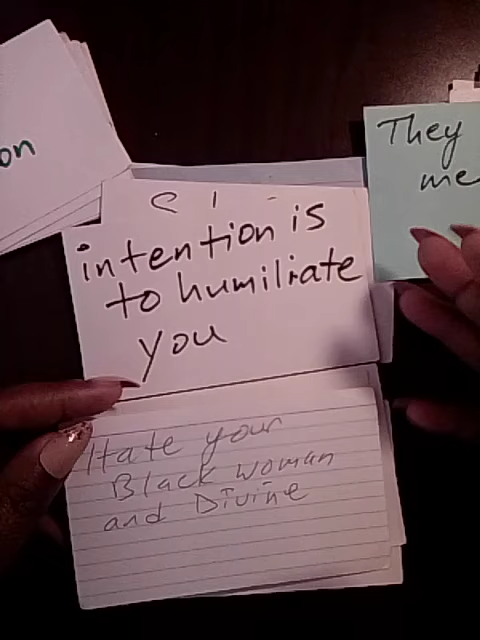 on
They
me
intention is
to humiliate
you
Hate your
Black woman
and Divine